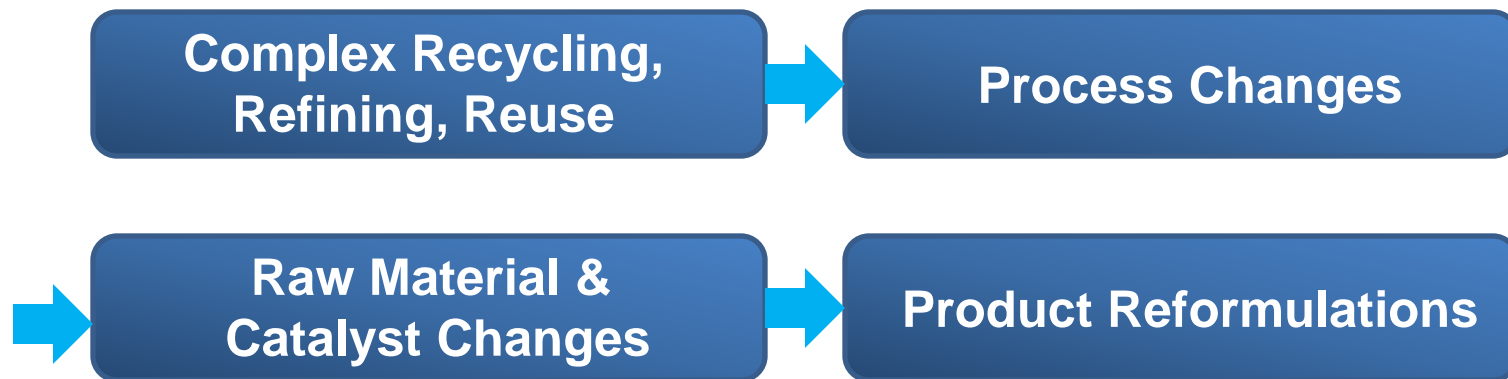 Complex Recycling,
Refining, Reuse
Process Changes
Raw Material &
Catalyst Changes
Product Reformulations